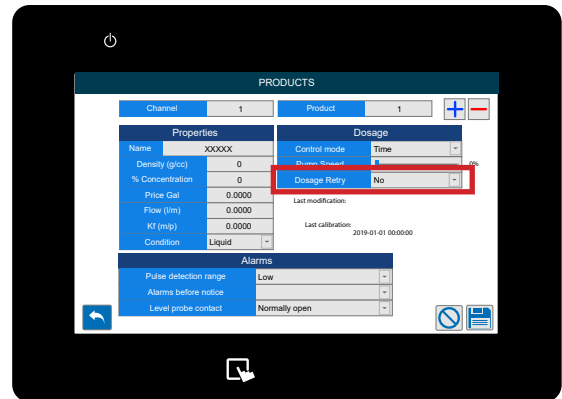 PRODUCTS
Channel 1 Product 1
Properties
Name XXXXX
Density (g/cc) 0
% Concentration 0
Price Gal 0.0000
Flow (l/m) 0.0000
Kf (m/p) 0.0000
Condition Liquid
Dosage
Control mode Time
Pump Speed 0%
Dosage Retry No
Last modification:
Last calibration:
2019-01-01 00:00:00
Alarms
Pulse detection range Low
Alarms before notice
Level probe contact Normally open